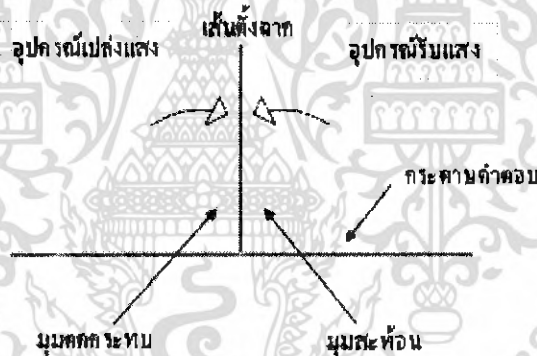 เส้นตั้งฉาก
อุปกรณ์เปล่งแสง
อุปกรณ์รับแสง
กระดาษคำตอบ
มุมตกกระทบ
มุมสะท้อน